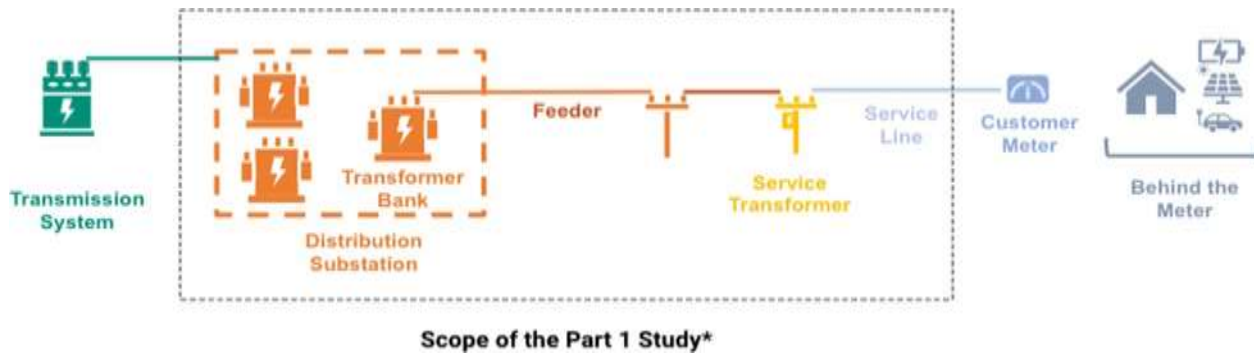 Transmission
System
Transformer
Bank
Distribution
Substation
Feeder
Service
Transformer
Service
Line
Customer
Meter
Behind the
Meter
Scope of the Part 1 Study*